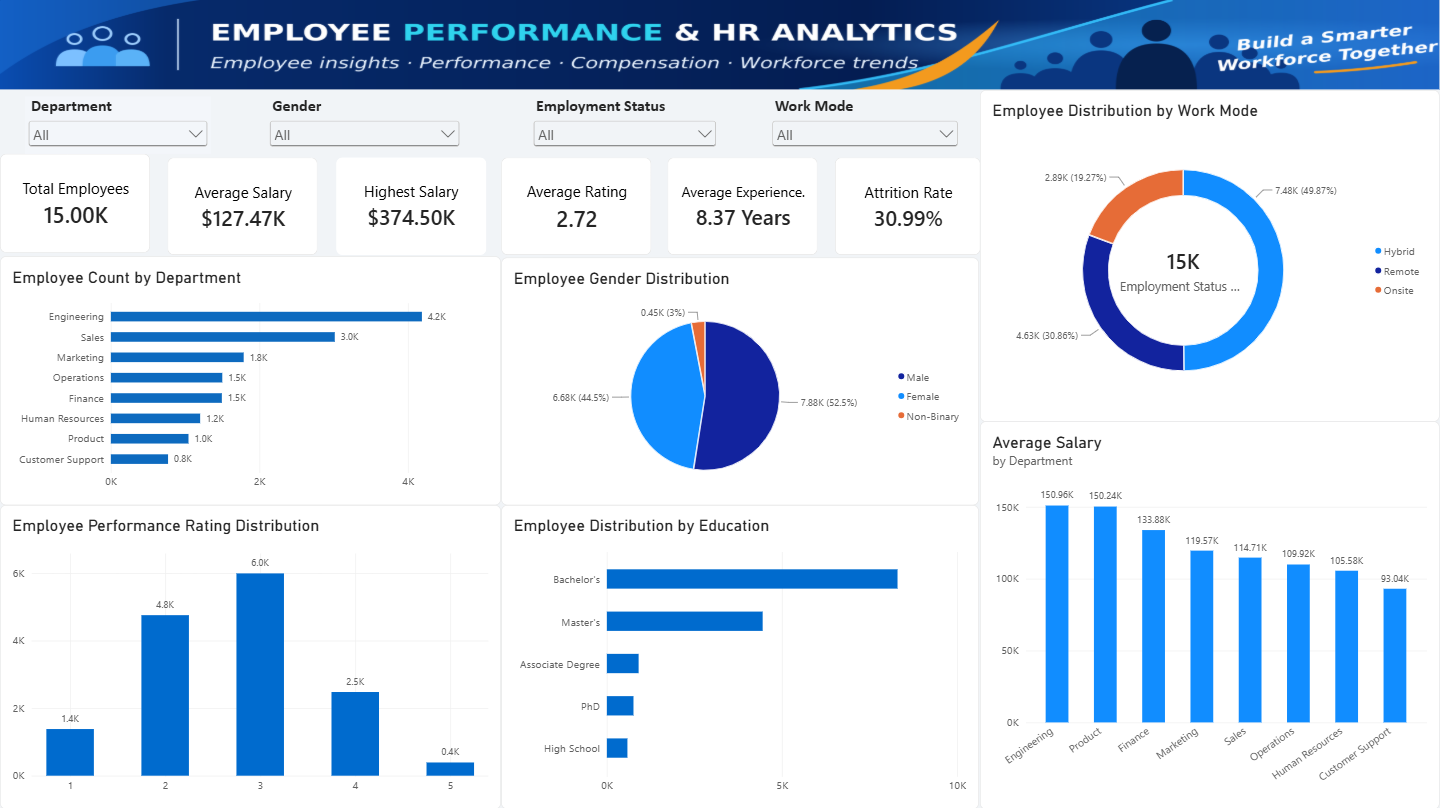 EMPLOYEE PERFORMANCE & HR ANALYTICS
Employee insights · Performance · Compensation · Workforce trends
Build a Smarter
Workforce Together
Department
All
Gender
All
Employment Status
All
Work Mode
All
Total Employees
15.00K
Average Salary
$127.47K
Highest Salary
$374.50K
Average Rating
2.72
Average Experience.
8.37 Years
Attrition Rate
30.99%
Employee Distribution by Work Mode
2.89K (19.27%)
7.48K (49.87%)
4.63K (30.86%)
15K
Employment Status ...
Hybrid
Remote
Onsite
Employee Count by Department
Engineering 4.2K
Sales 3.0K
Marketing 1.8K
Operations 1.5K
Finance 1.5K
Human Resources 1.2K
Product 1.0K
Customer Support 0.8K
0K 2K 4K
Employee Gender Distribution
0.45K (3%)
6.68K (44.5%)
7.88K (52.5%)
Male
Female
Non-Binary
Average Salary
by Department
150K
100K
50K
0K
150.96K
150.24K
133.88K
119.57K
114.71K
109.92K
105.58K
93.04K
Engineering
Product
Finance
Marketing
Sales
Operations
Human Resources
Customer Support
Employee Performance Rating Distribution
6K
4K
2K
0K
1.4K
4.8K
6.0K
2.5K
0.4K
1 2 3 4 5
Employee Distribution by Education
Bachelor's
Master's
Associate Degree
PhD
High School
0K 5K 10K